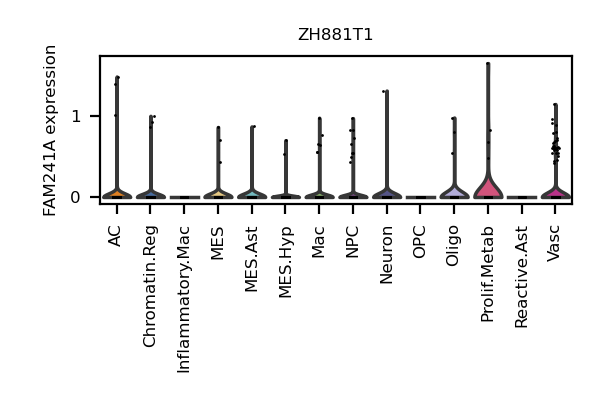 ZH881T1
FAM241A expression
1
0
AC
Chromatin.Reg
Inflammatory.Mac
MES
MES.Ast
MES.Hyp
Mac
NPC
Neuron
OPC
Oligo
Prolif.Metab
Reactive.Ast
Vasc